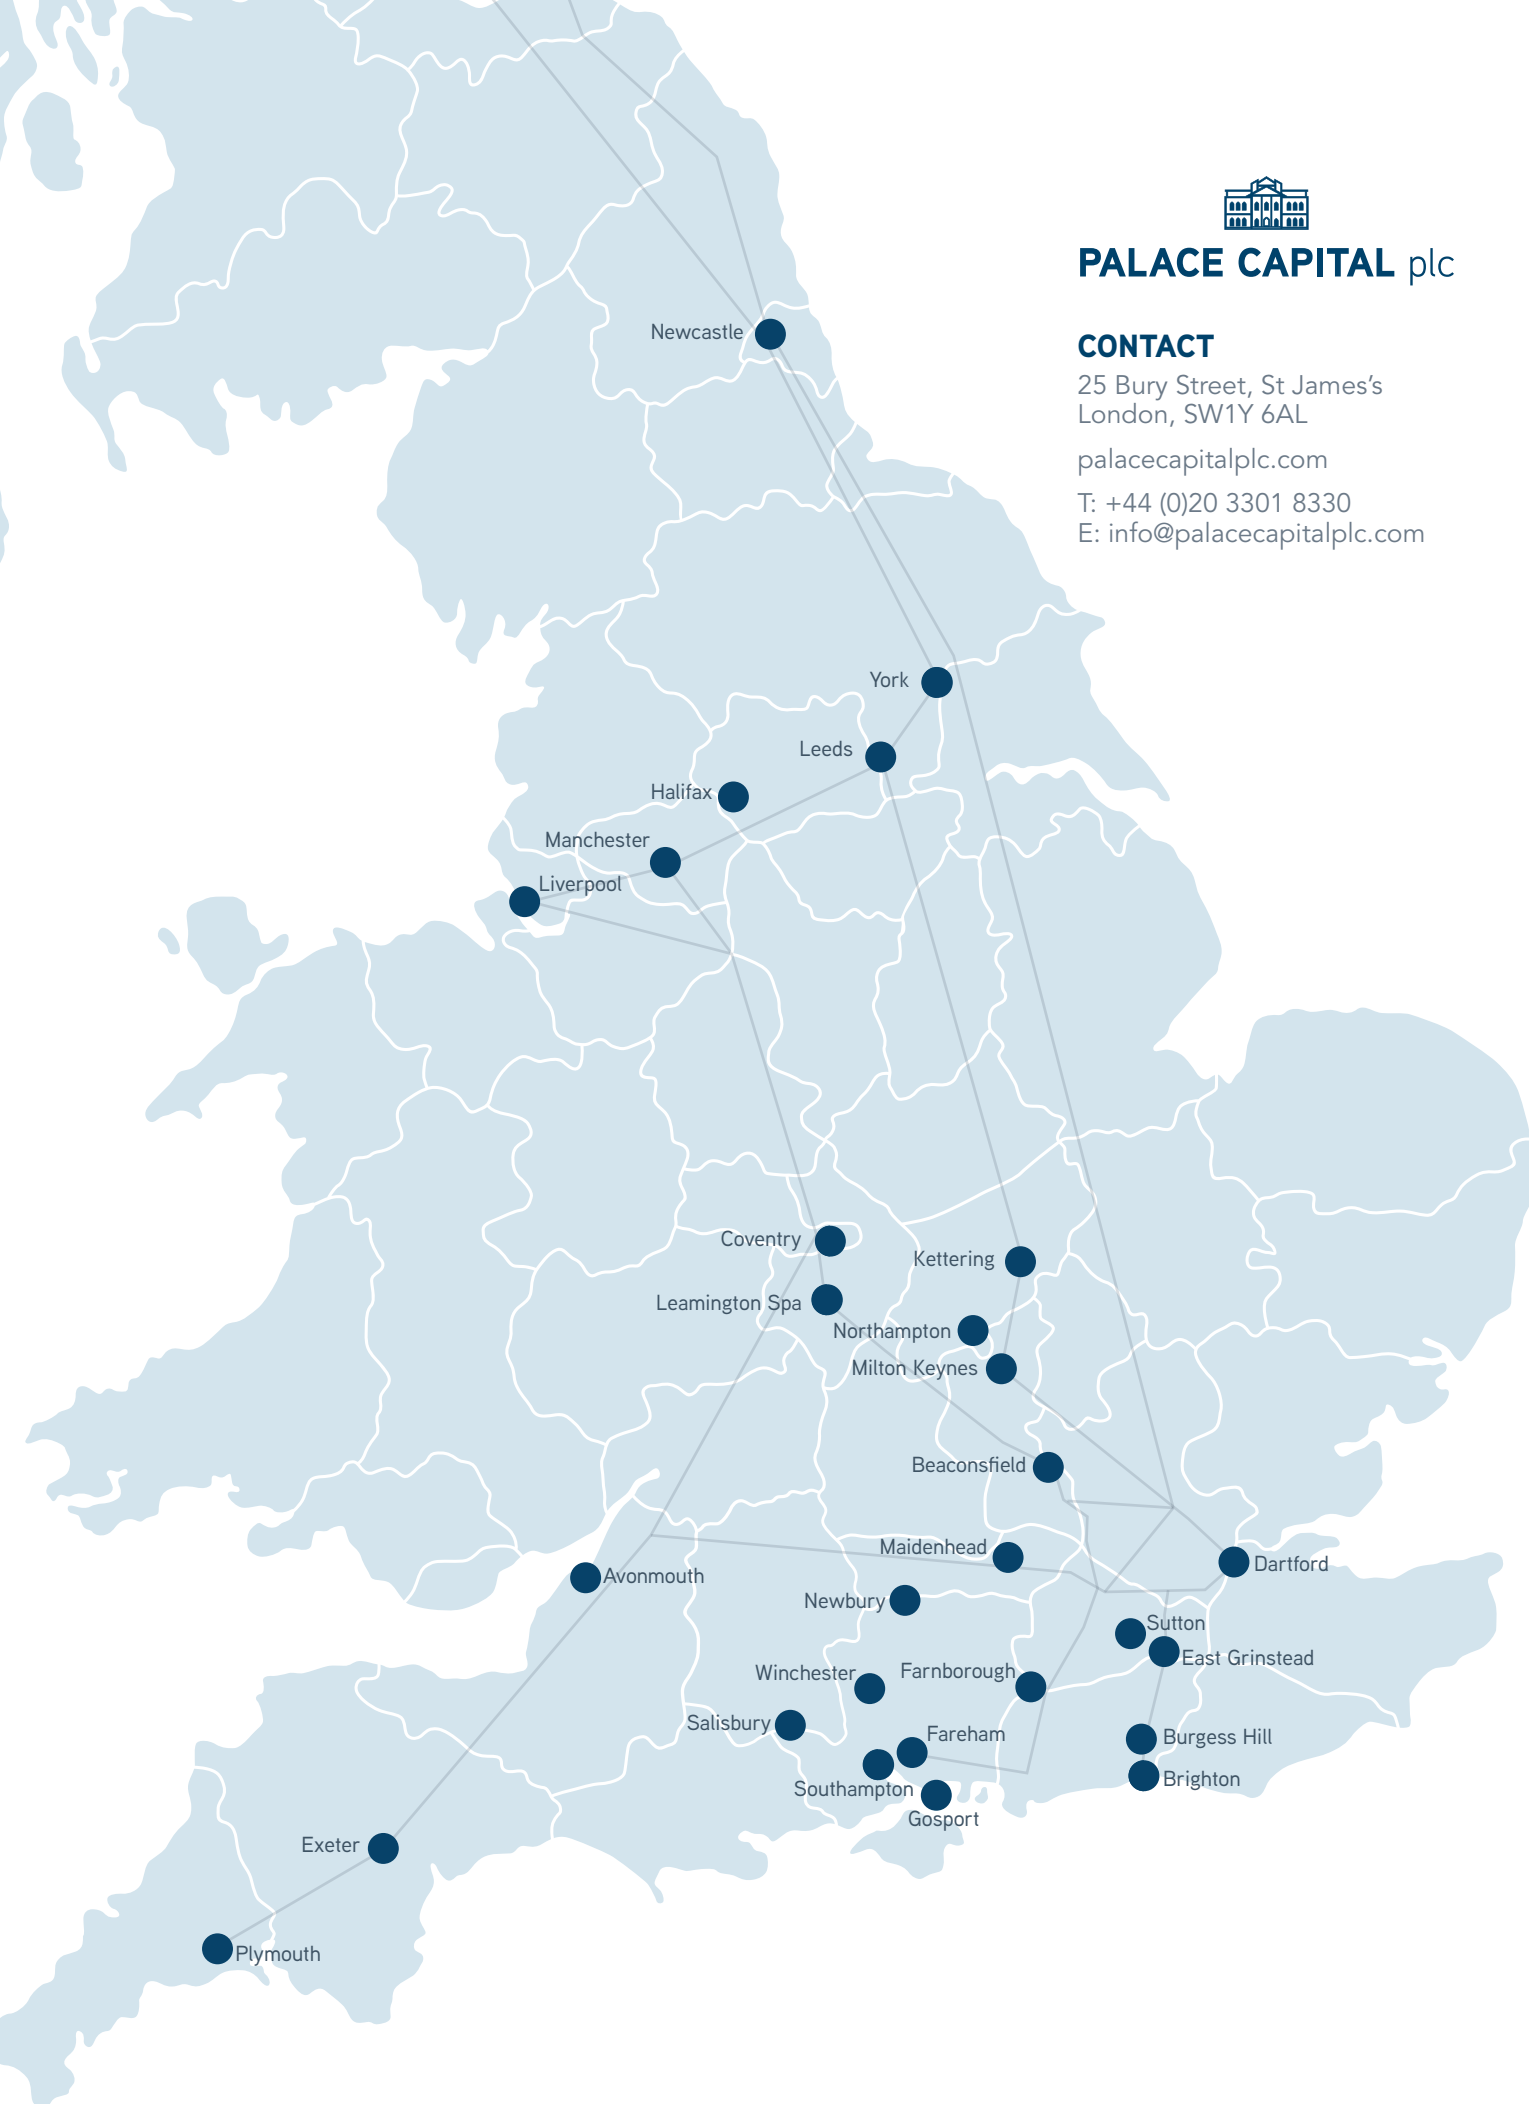 PALACE CAPITAL plc
CONTACT
25 Bury Street, St James’s
London, SW1Y 6AL
palacecapitalplc.com
T: +44 (0)20 3301 8330
E: info@palacecapitalplc.com
Newcastle
York
Leeds
Halifax
Manchester
Liverpool
Coventry
Kettering
Leamington Spa
Northampton
Milton Keynes
Beaconsfield
Maidenhead
Dartford
Avonmouth
Newbury
Sutton
East Grinstead
Winchester
Farnborough
Salisbury
Fareham
Burgess Hill
Southampton
Brighton
Gosport
Exeter
Plymouth